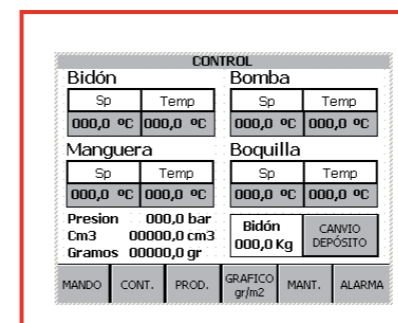 CONTROL
Bidón Bomba
Sp Temp Sp Temp
000,0 ºC 000,0 ºC 000,0 ºC 000,0 ºC
Manguera Boquilla
Sp Temp Sp Temp
000,0 ºC 000,0 ºC 000,0 ºC 000,0 ºC
Presion 000,0 bar
Cm3 00000,0 cm3
Gramos 00000,0 gr
Bidón
000,0 Kg
CANVIO
DEPÓSITO
MANDO CONT. PROD. GRAFICO gr/m2 MANT. ALARMA